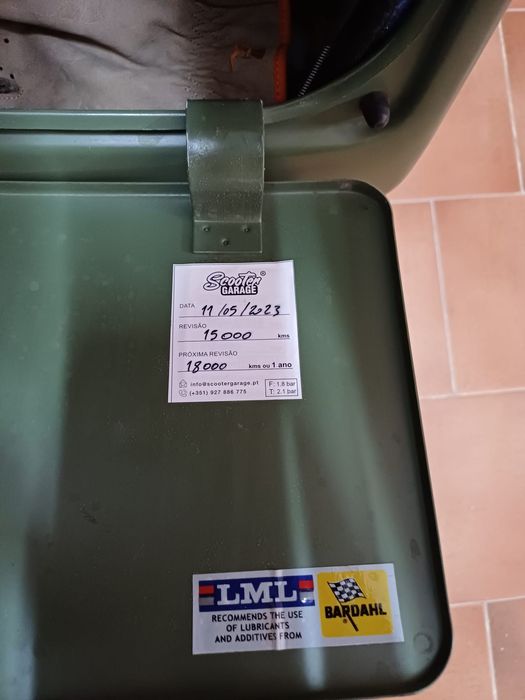 Scooter®
GARAGE
DATA 11/05/2023
REVISÃO 15000 kms
PRÓXIMA REVISÃO
18000 kms ou 1 ano
info@scootergarage.pt F: 1.8 bar
(+351) 927 886 775 T: 2.1 bar
LML
RECOMMENDS THE USE
OF LUBRICANTS
AND ADDITIVES FROM
BARDAHL